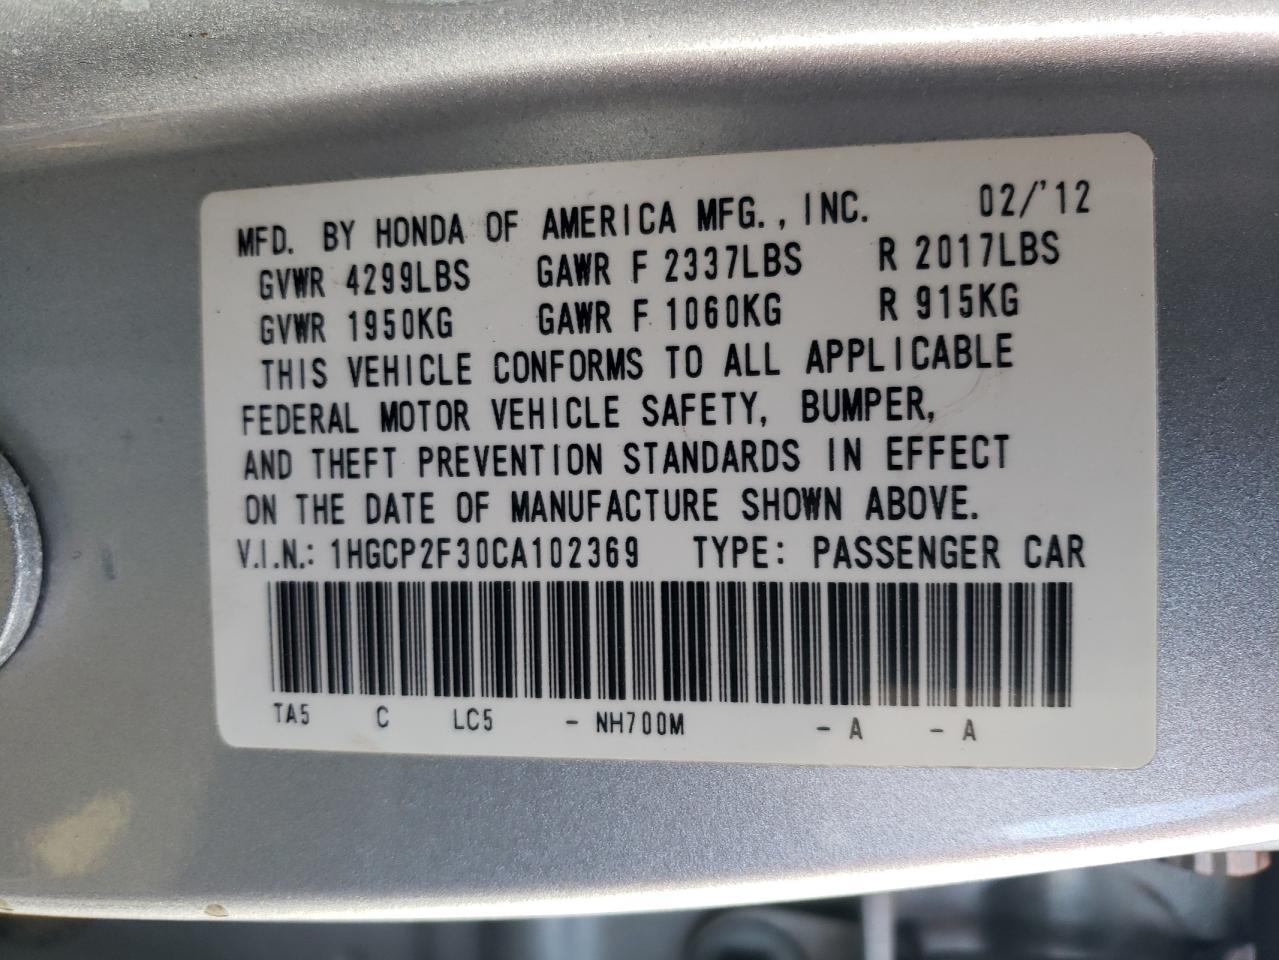 MFD. BY HONDA OF AMERICA MFG., INC. 02/'12
GVWR 4299LBS GAWR F 2337LBS R 2017LBS
GVWR 1950KG GAWR F 1060KG R 915KG
THIS VEHICLE CONFORMS TO ALL APPLICABLE
FEDERAL MOTOR VEHICLE SAFETY, BUMPER,
AND THEFT PREVENTION STANDARDS IN EFFECT
ON THE DATE OF MANUFACTURE SHOWN ABOVE.
V.I.N.: 1HGCP2F30CA102369 TYPE: PASSENGER CAR
TA5 C LC5 - NH700M - A - A